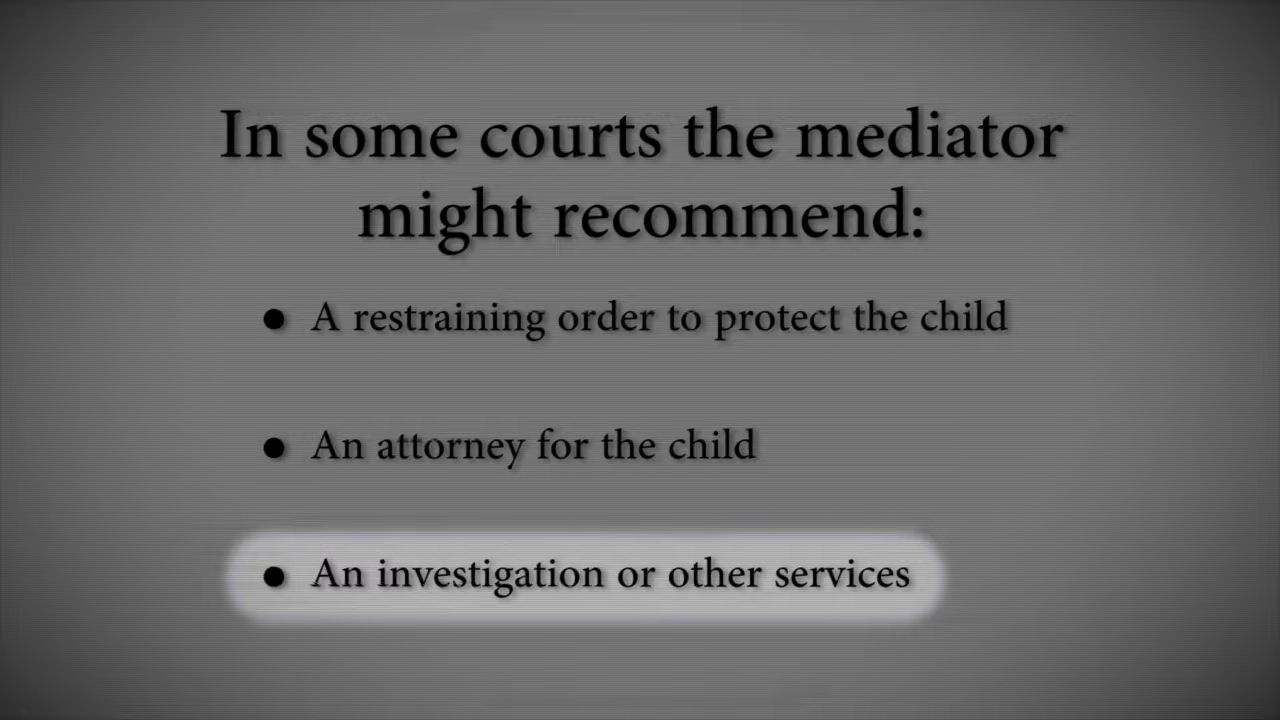 In some courts the mediator
might recommend:
● A restraining order to protect the child
● An attorney for the child
● An investigation or other services